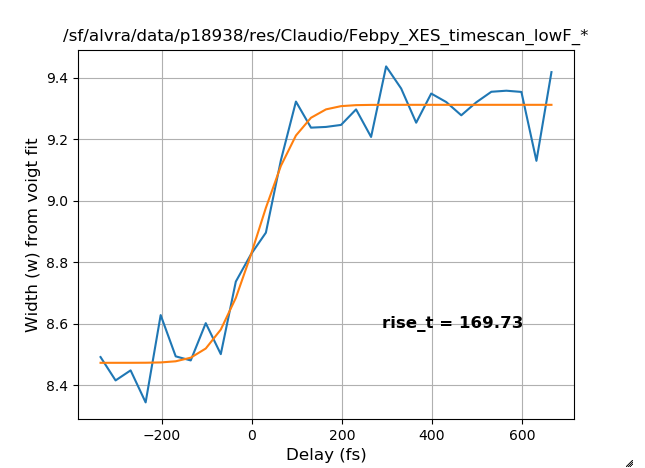 /sf/alvra/data/p18938/res/Claudio/Febpy_XES_timescan_lowF_*
9.4
9.2
9.0
8.8
8.6
8.4
Width (w) from voigt fit
rise_t = 169.73
−200 0 200 400 600
Delay (fs)